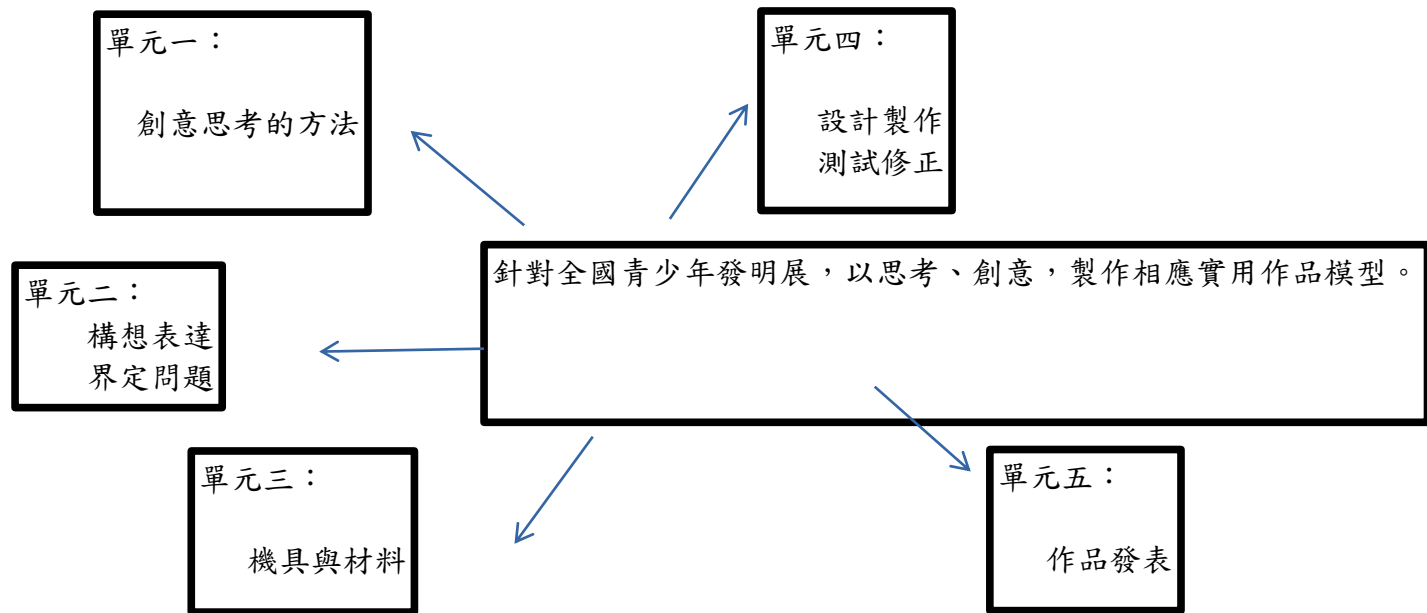 單元一：
創意思考的方法
單元四：
設計製作
測試修正
針對全國青少年發明展，以思考、創意，製作相應實用作品模型。
單元二：
構想表達
界定問題
單元三：
機具與材料
單元五：
作品發表